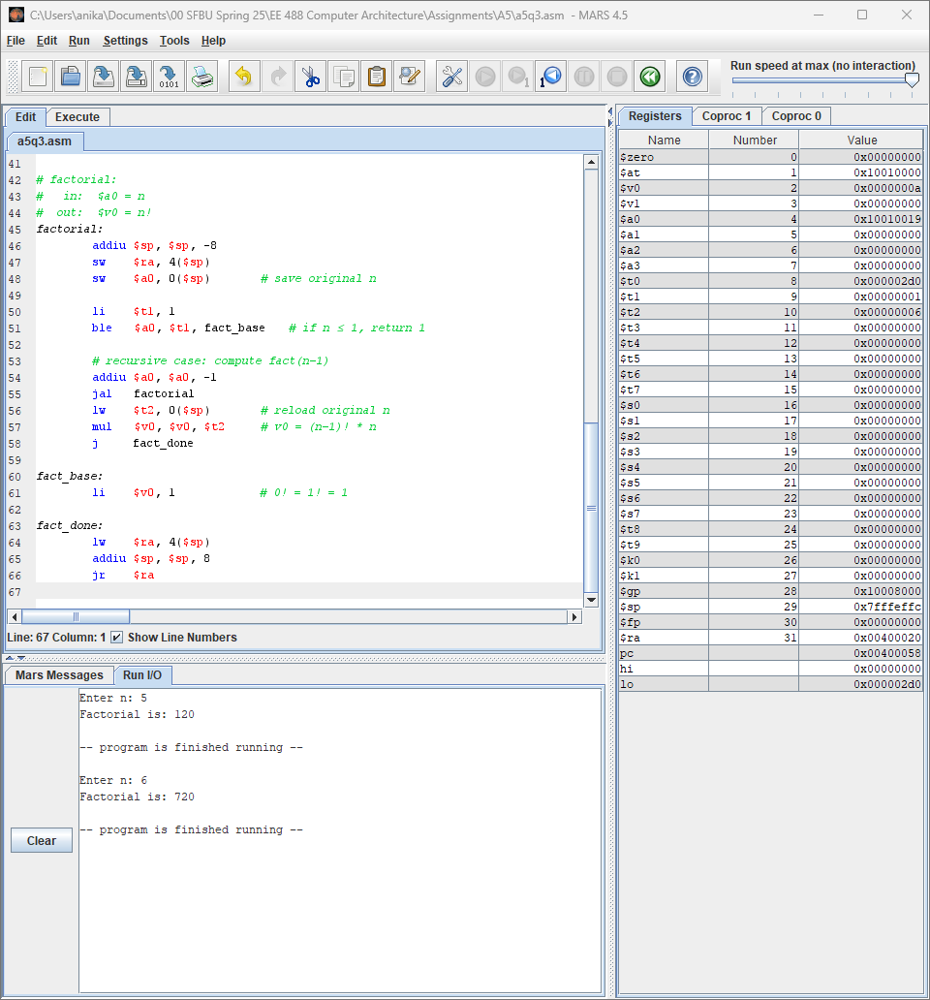 C:\Users\anika\Documents\00 SFBU Spring 25\EE 488 Computer Architecture\Assignments\A5\a5q3.asm - MARS 4.5
File Edit Run Settings Tools Help
0101
1
1
Run speed at max (no interaction)
Edit Execute
a5q3.asm
41
42 # factorial:
43 #   in:  $a0 = n
44 #  out:  $v0 = n!
45 factorial:
46 addiu $sp, $sp, -8
47 sw $ra, 4($sp)
48 sw $a0, 0($sp) # save original n
49
50 li $t1, 1
51 ble $a0, $t1, fact_base # if n ≤ 1, return 1
52
53 # recursive case: compute fact(n−1)
54 addiu $a0, $a0, -1
55 jal factorial
56 lw $t2, 0($sp) # reload original n
57 mul $v0, $v0, $t2 # v0 = (n−1)! * n
58 j fact_done
59
60 fact_base:
61 li $v0, 1 # 0! = 1! = 1
62
63 fact_done:
64 lw $ra, 4($sp)
65 addiu $sp, $sp, 8
66 jr $ra
67
Line: 67 Column: 1 Show Line Numbers
Mars Messages Run I/O
Clear
Enter n: 5
Factorial is: 120
-- program is finished running --
Enter n: 6
Factorial is: 720
-- program is finished running --
Registers Coproc 1 Coproc 0
Name Number Value
$zero 0 0x00000000
$at 1 0x10010000
$v0 2 0x0000000a
$v1 3 0x00000000
$a0 4 0x10010019
$a1 5 0x00000000
$a2 6 0x00000000
$a3 7 0x00000000
$t0 8 0x000002d0
$t1 9 0x00000001
$t2 10 0x00000006
$t3 11 0x00000000
$t4 12 0x00000000
$t5 13 0x00000000
$t6 14 0x00000000
$t7 15 0x00000000
$s0 16 0x00000000
$s1 17 0x00000000
$s2 18 0x00000000
$s3 19 0x00000000
$s4 20 0x00000000
$s5 21 0x00000000
$s6 22 0x00000000
$s7 23 0x00000000
$t8 24 0x00000000
$t9 25 0x00000000
$k0 26 0x00000000
$k1 27 0x00000000
$gp 28 0x10008000
$sp 29 0x7fffeffc
$fp 30 0x00000000
$ra 31 0x00400020
pc 0x00400058
hi 0x00000000
lo 0x000002d0